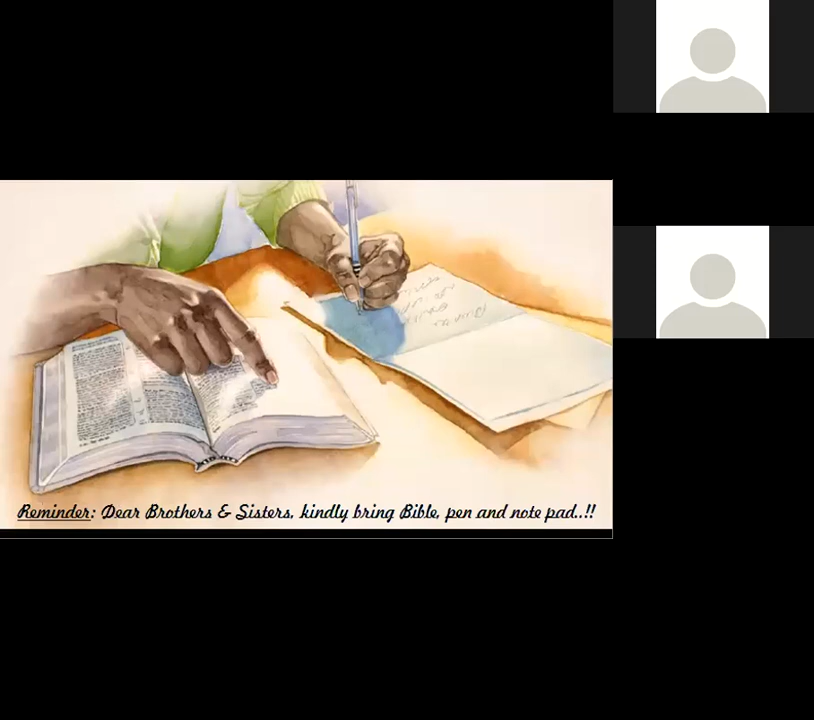 Reminder: Dear Brothers & Sisters, kindly bring Bible, pen and note pad..!!